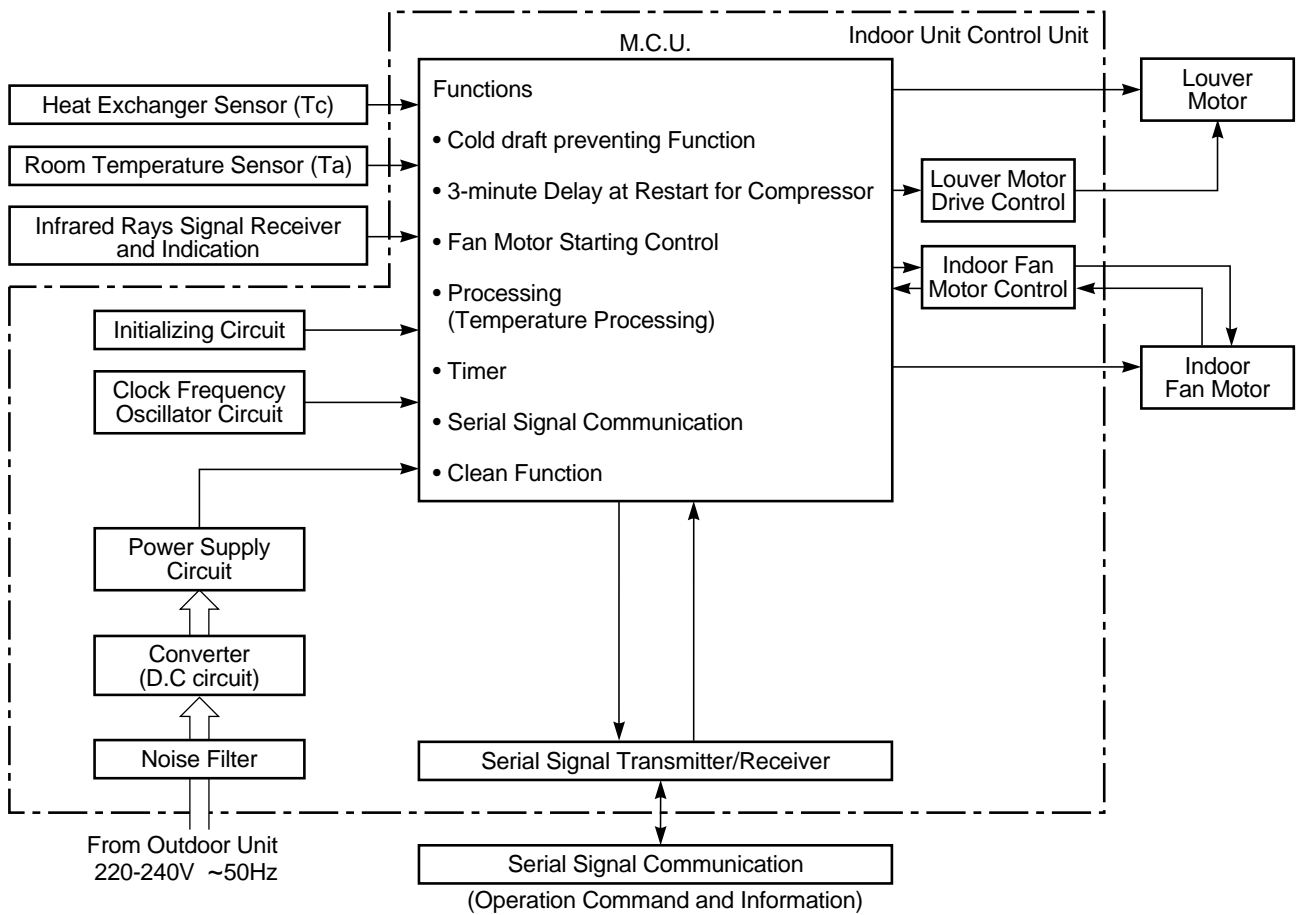 M.C.U.
Indoor Unit Control Unit
Heat Exchanger Sensor (Tc)
Room Temperature Sensor (Ta)
Infrared Rays Signal Receiver
and Indication
Initializing Circuit
Clock Frequency
Oscillator Circuit
Power Supply
Circuit
Converter
(D.C circuit)
Noise Filter
From Outdoor Unit
220-240V ~50Hz
Functions
• Cold draft preventing Function
• 3-minute Delay at Restart for Compressor
• Fan Motor Starting Control
• Processing
(Temperature Processing)
• Timer
• Serial Signal Communication
• Clean Function
Louver
Motor
Louver Motor
Drive Control
Indoor Fan
Motor Control
Indoor
Fan Motor
Serial Signal Transmitter/Receiver
Serial Signal Communication
(Operation Command and Information)